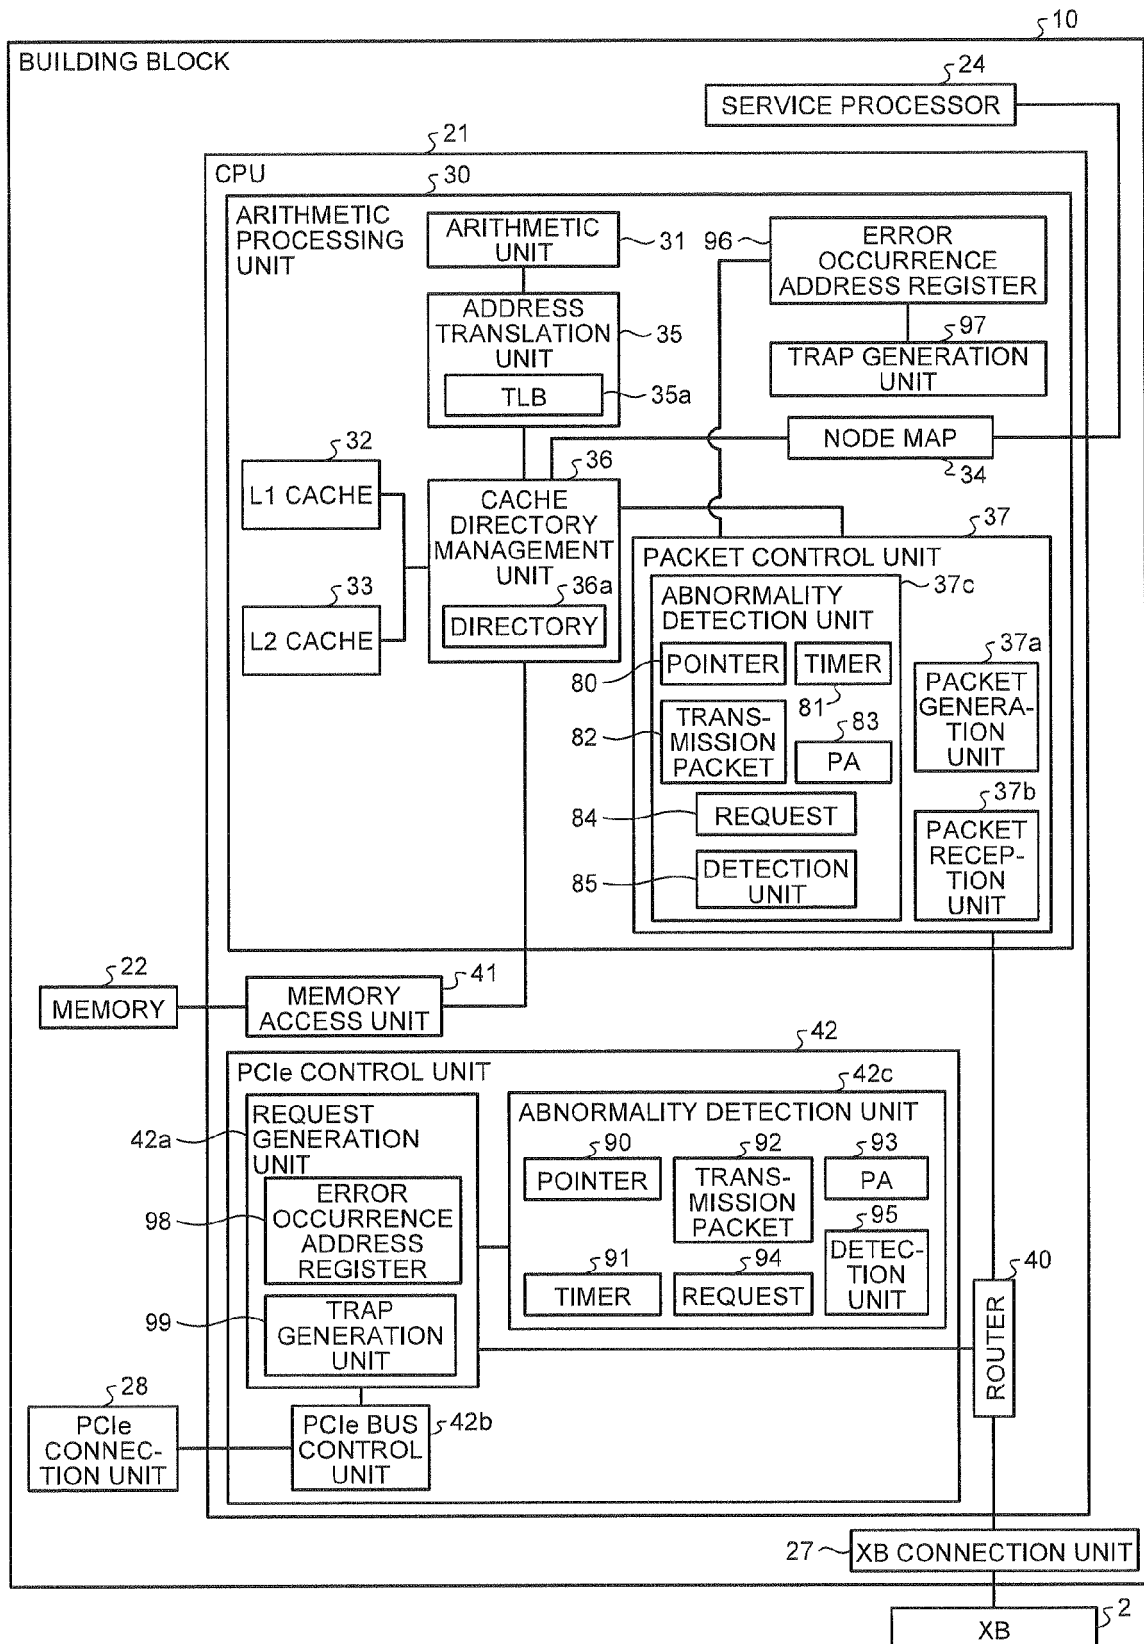 10
BUILDING BLOCK
24
SERVICE PROCESSOR
21
CPU
30
ARITHMETIC
PROCESSING
UNIT
ARITHMETIC
UNIT
31
96
ERROR
OCCURRENCE
ADDRESS REGISTER
ADDRESS
TRANSLATION
UNIT
35
TLB
35a
97
TRAP GENERATION
UNIT
NODE MAP
34
32
L1 CACHE
36
CACHE
DIRECTORY
MANAGEMENT
UNIT
36a
DIRECTORY
33
L2 CACHE
37
PACKET CONTROL UNIT
37c
ABNORMALITY
DETECTION UNIT
POINTER
80
TIMER
81
37a
PACKET
GENERA-
TION
UNIT
82
TRANS-
MISSION
PACKET
83
PA
84
REQUEST
37b
PACKET
RECEP-
TION
UNIT
85
DETECTION
UNIT
22
MEMORY
41
MEMORY
ACCESS UNIT
42
PCIe CONTROL UNIT
42a
REQUEST
GENERATION
UNIT
98
ERROR
OCCURRENCE
ADDRESS
REGISTER
99
TRAP
GENERATION
UNIT
42c
ABNORMALITY DETECTION UNIT
90
POINTER
92
TRANS-
MISSION
PACKET
93
PA
95
DETEC-
TION
UNIT
91
TIMER
94
REQUEST
40
ROUTER
28
PCIe
CONNEC-
TION UNIT
PCIe BUS
CONTROL
UNIT
42b
27
XB CONNECTION UNIT
2
XB